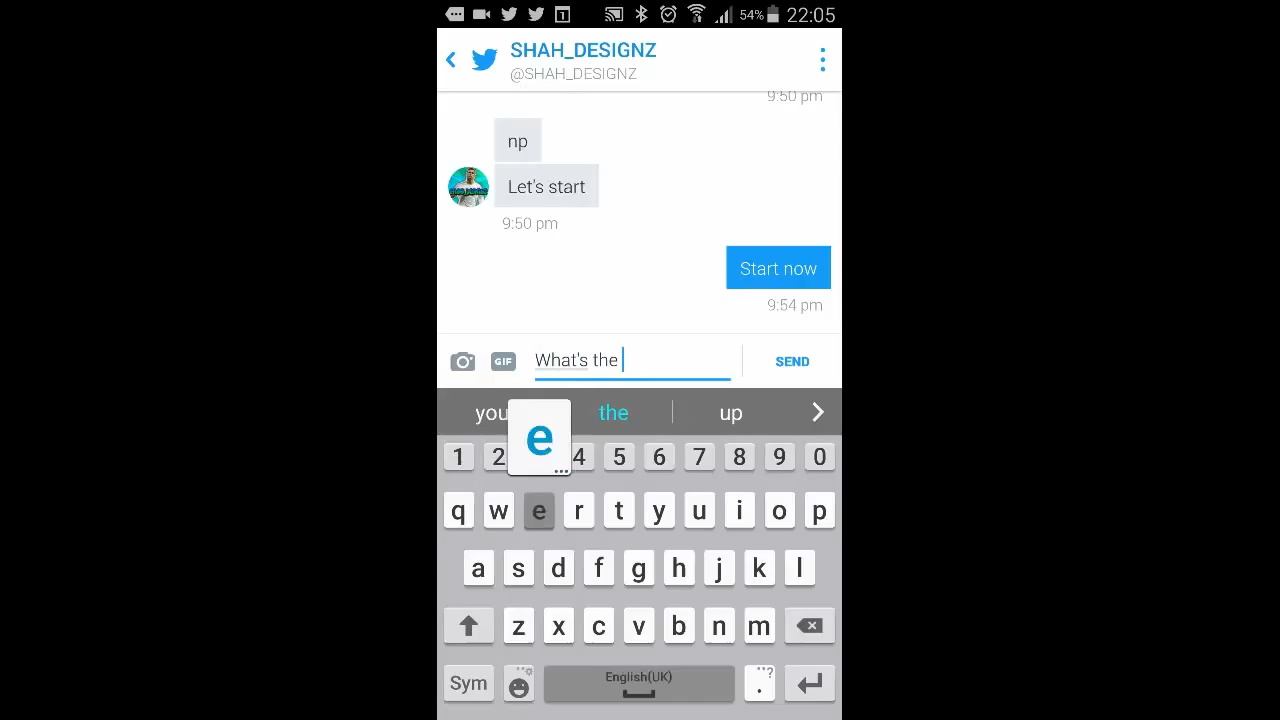 1 54% 22:05
SHAH_DESIGNZ
@SHAH_DESIGNZ
9:50 pm
np
Let's start
9:50 pm
Start now
9:54 pm
GIF What's the SEND
you the up
e
1 2 4 5 6 7 8 9 0
q w e r t y u i o p
a s d f g h j k l
z x c v b n m
Sym English(UK) . ?